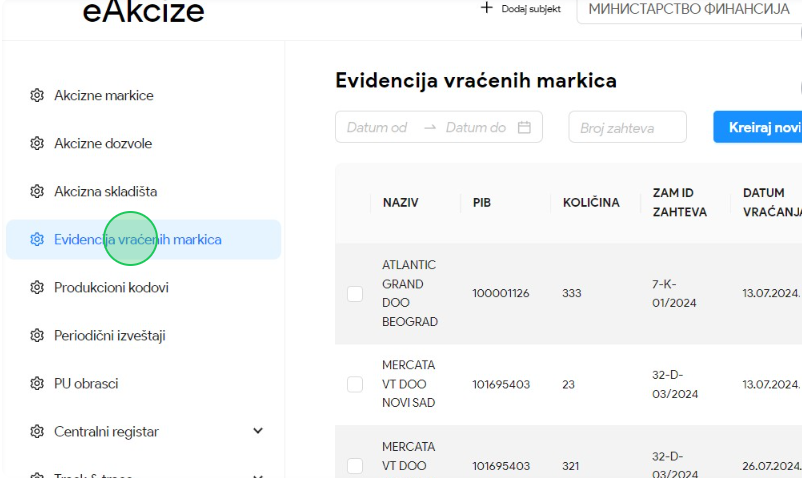 eAkcize
Dodaj subjekt
МИНИСТАРСТВО ФИНАНСИЈА
Akcizne markice
Akcizne dozvole
Akcizna skladišta
Evidencija vraćenih markica
Produkcioni kodovi
Periodični izveštaji
PU obrasci
Centralni registar
Track & trace
Evidencija vraćenih markica
Datum od → Datum do
Broj zahteva
Kreiraj novi
NAZIV PIB KOLIČINA ZAM ID ZAHTEVA DATUM VRAĆANJA
ATLANTIC
GRAND
DOO
BEOGRAD
100001126 333
7-K-
01/2024
13.07.2024.
MERCATA
VT DOO
NOVI SAD
101695403 23
32-D-
03/2024
13.07.2024.
MERCATA
VT DOO
101695403 321
32-D-
03/2024
26.07.2024.